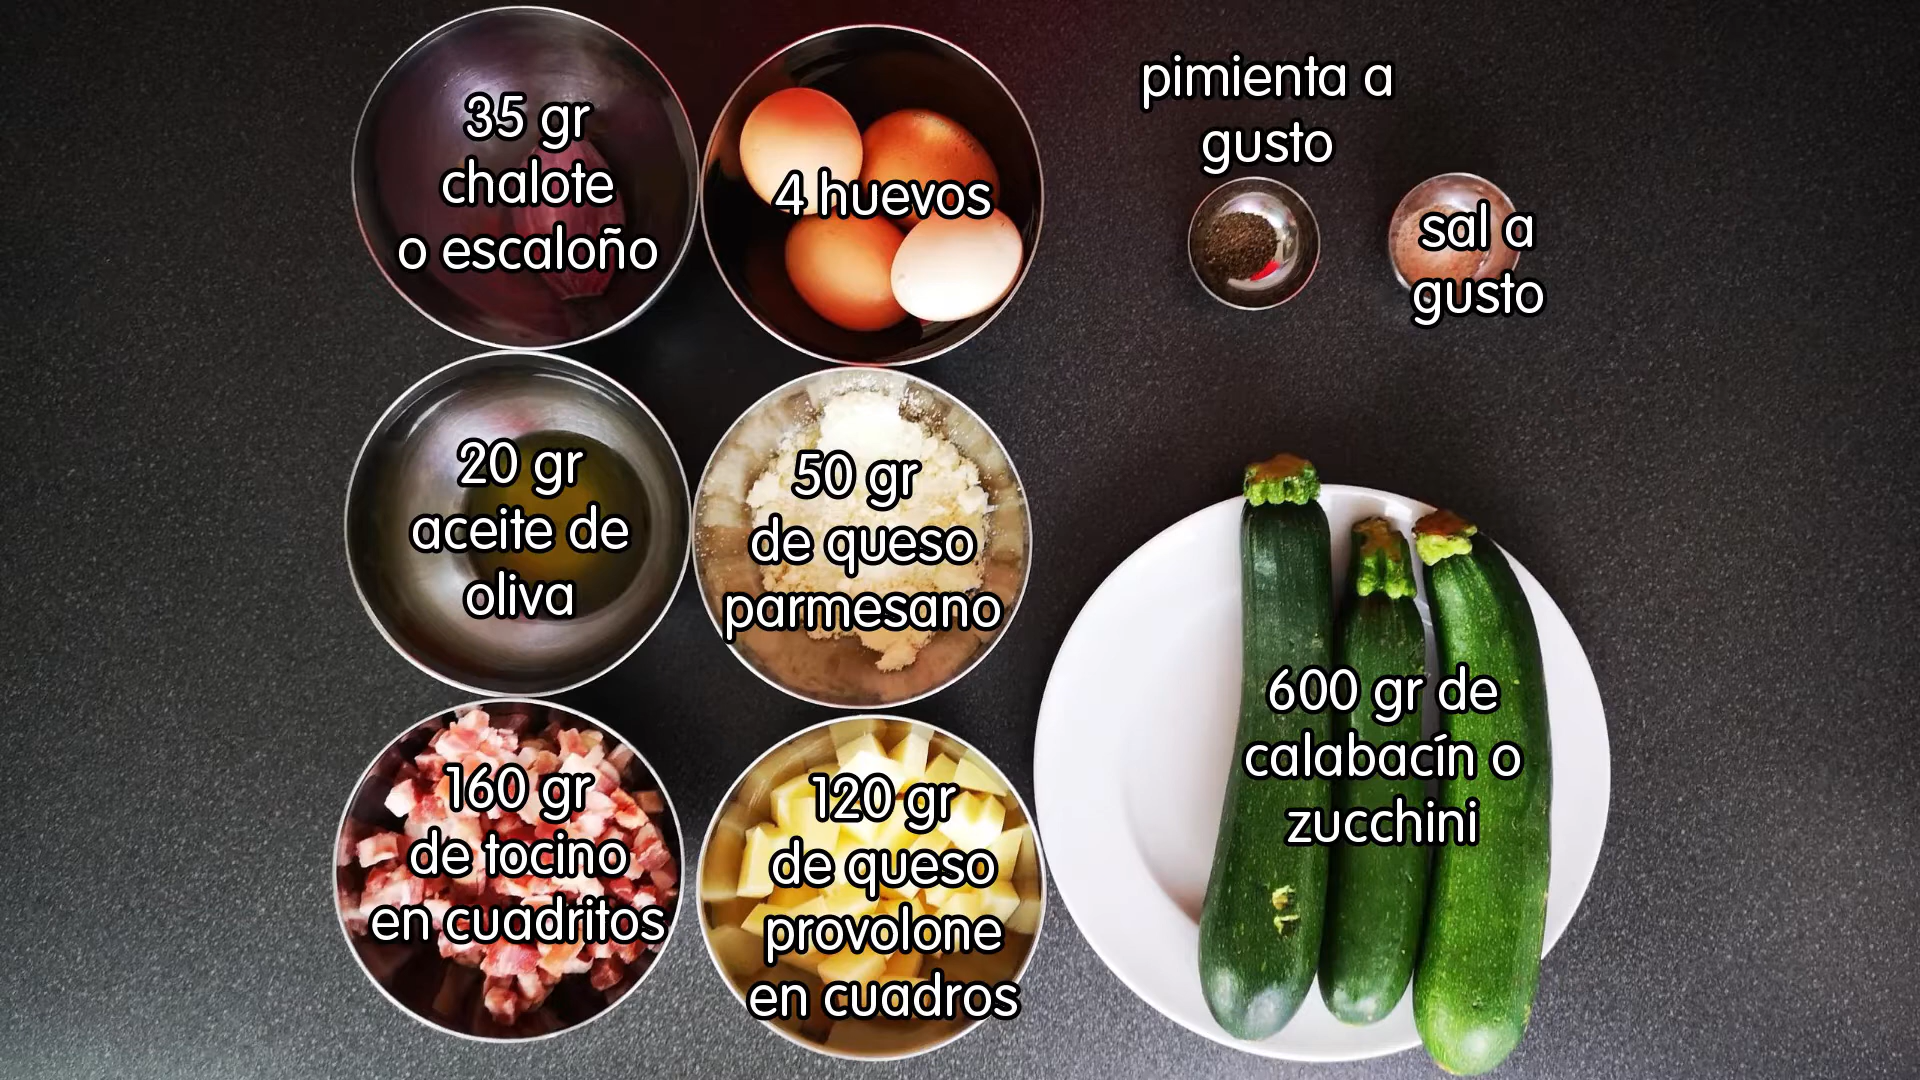 35 gr
chalote
o escaloño
4 huevos
pimienta a
gusto
sal a
gusto
20 gr
aceite de
oliva
50 gr
de queso
parmesano
160 gr
de tocino
en cuadritos
120 gr
de queso
provolone
en cuadros
600 gr de
calabacín o
zucchini